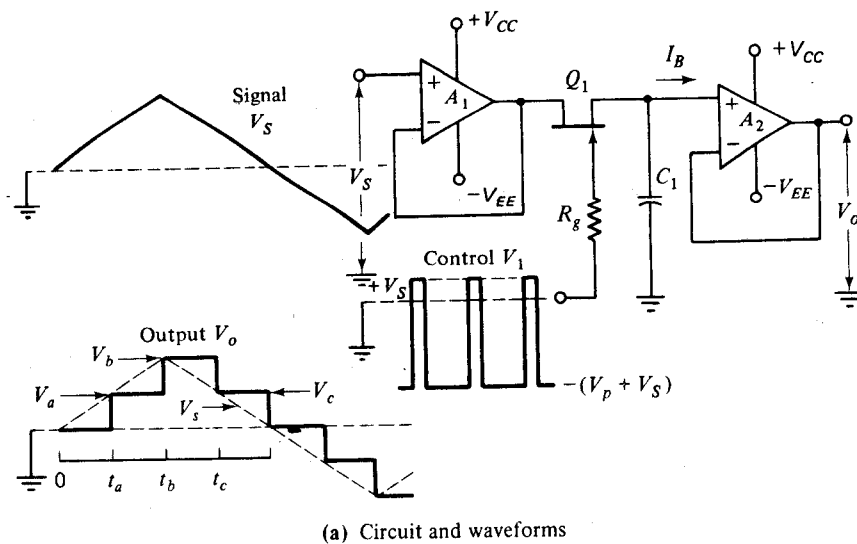 +V_CC
Signal
V_S
+
A_1
−
−V_EE
V_S
Q_1
I_B
+V_CC
+
A_2
−
−V_EE
C_1
R_g
V_o
Control V_1
+V_S
−(V_p + V_S)
Output V_o
V_b
V_a
V_s
V_c
0
t_a
t_b
t_c
(a) Circuit and waveforms